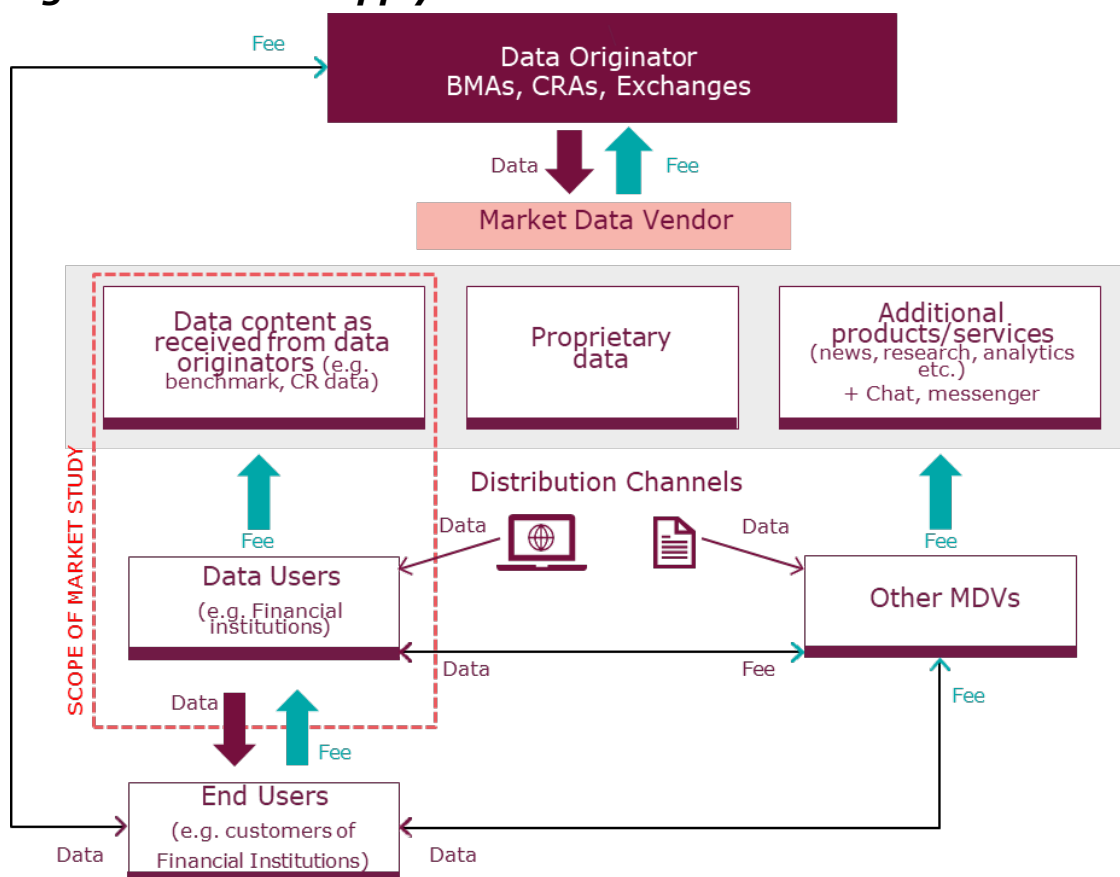 Fee
Data Originator
BMAs, CRAs, Exchanges
Data
Fee
Market Data Vendor
Data content as
received from data
originators (e.g.
benchmark, CR data)
Proprietary
data
Additional
products/services
(news, research, analytics
etc.)
+ Chat, messenger
SCOPE OF MARKET STUDY
Distribution Channels
Data
Data
Fee
Fee
Data Users
(e.g. Financial
institutions)
Other MDVs
Data
Fee
Data
Fee
Fee
End Users
(e.g. customers of
Financial Institutions)
Data
Data